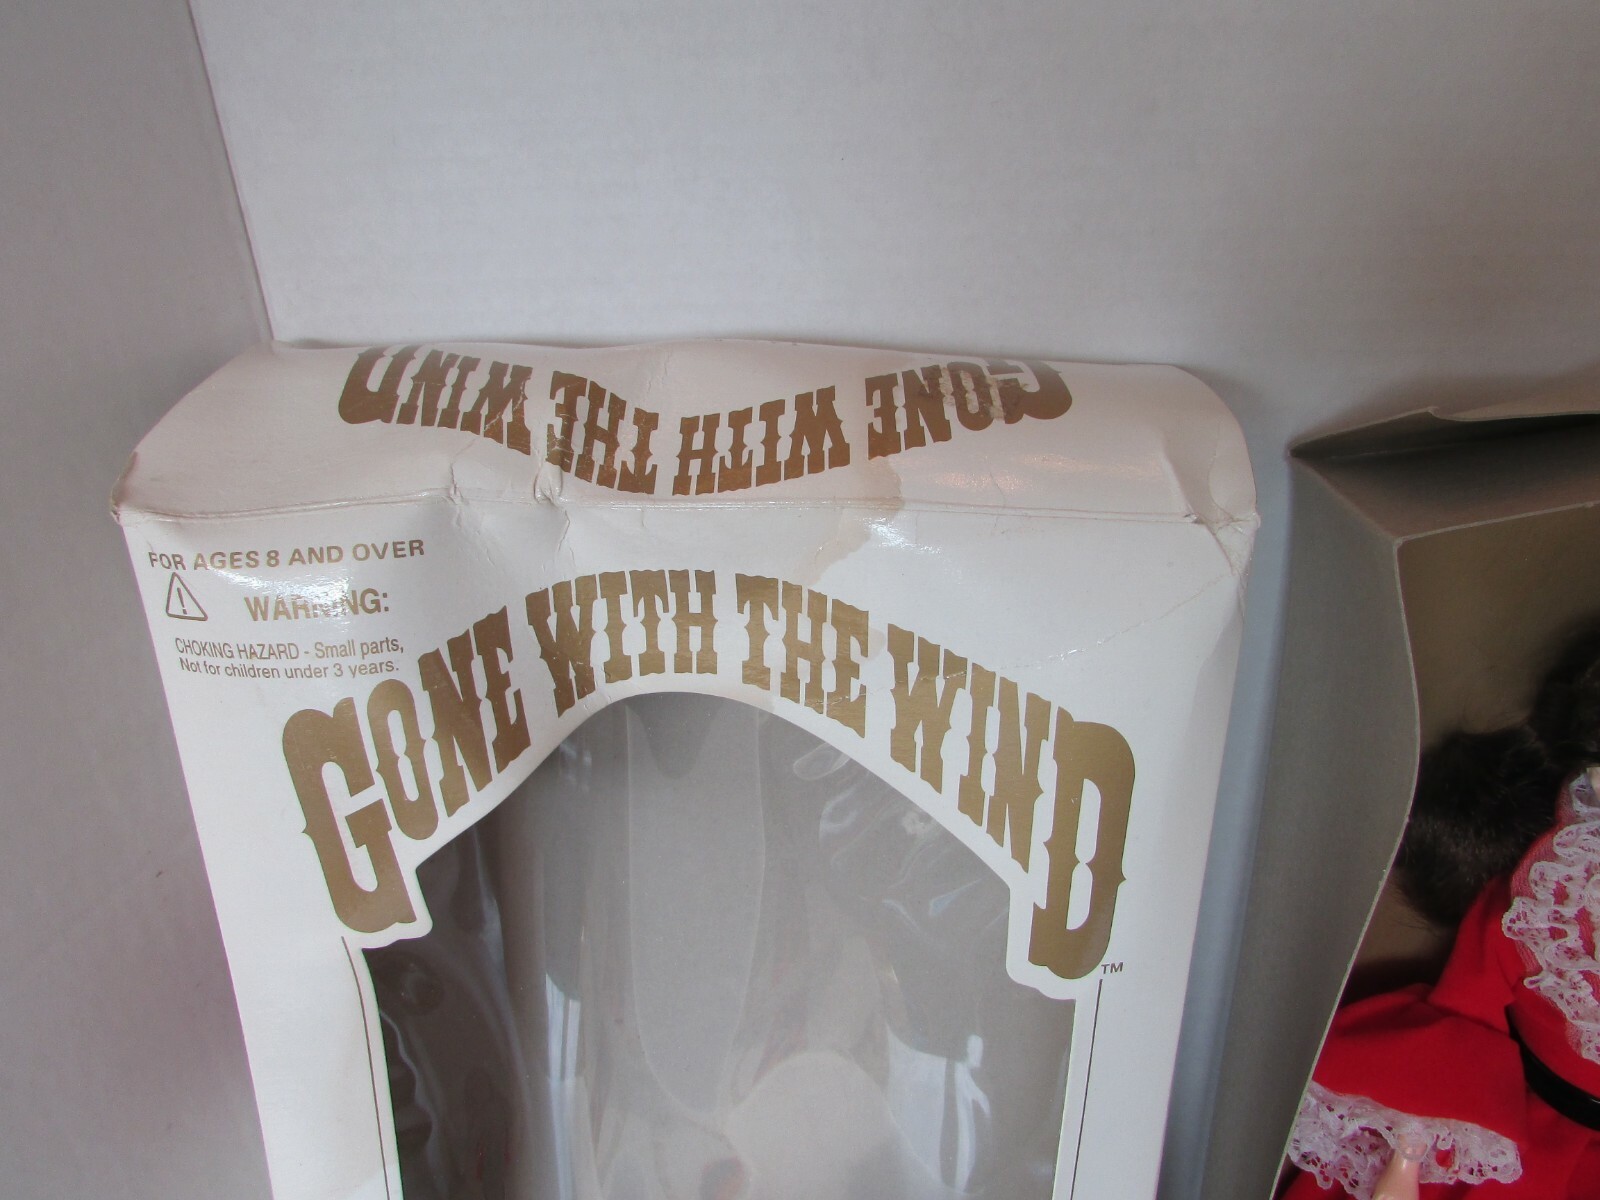 GONE WITH THE WIND
FOR AGES 8 AND OVER
WARNING:
CHOKING HAZARD - Small parts,
Not for children under 3 years.
GONE WITH THE WIND
TM